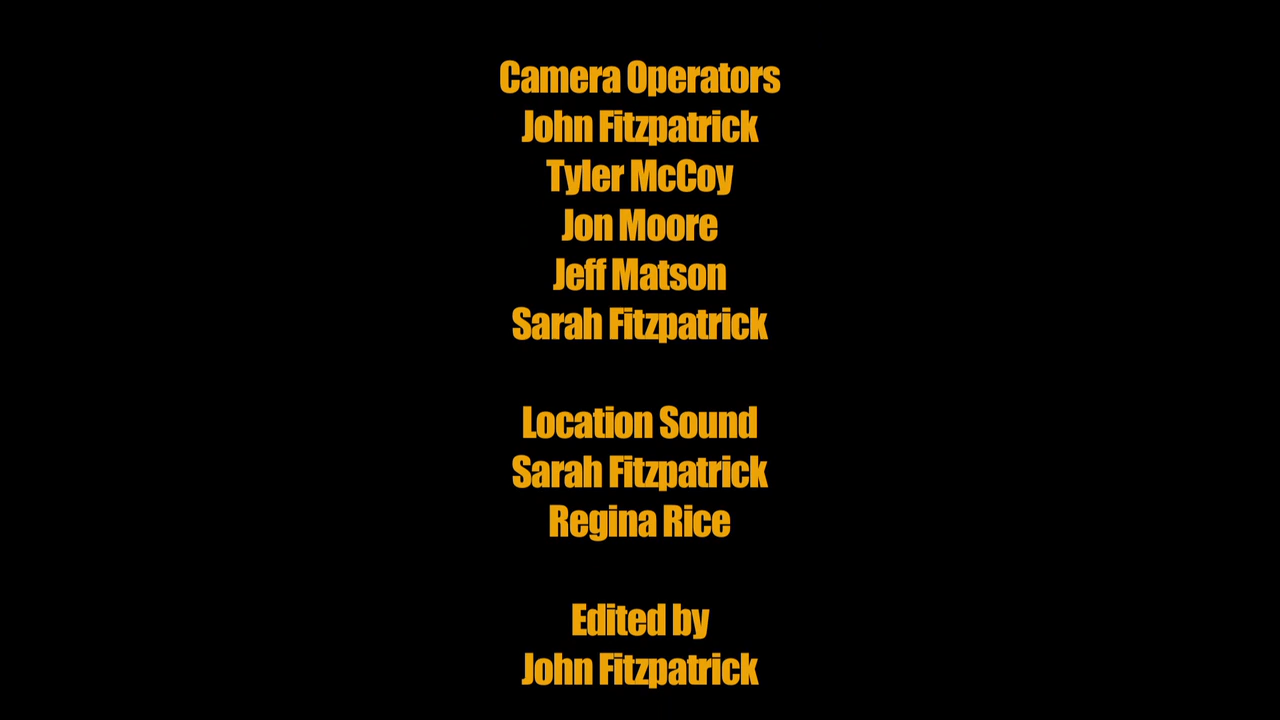 Camera Operators
John Fitzpatrick
Tyler McCoy
Jon Moore
Jeff Matson
Sarah Fitzpatrick
Location Sound
Sarah Fitzpatrick
Regina Rice
Edited by
John Fitzpatrick